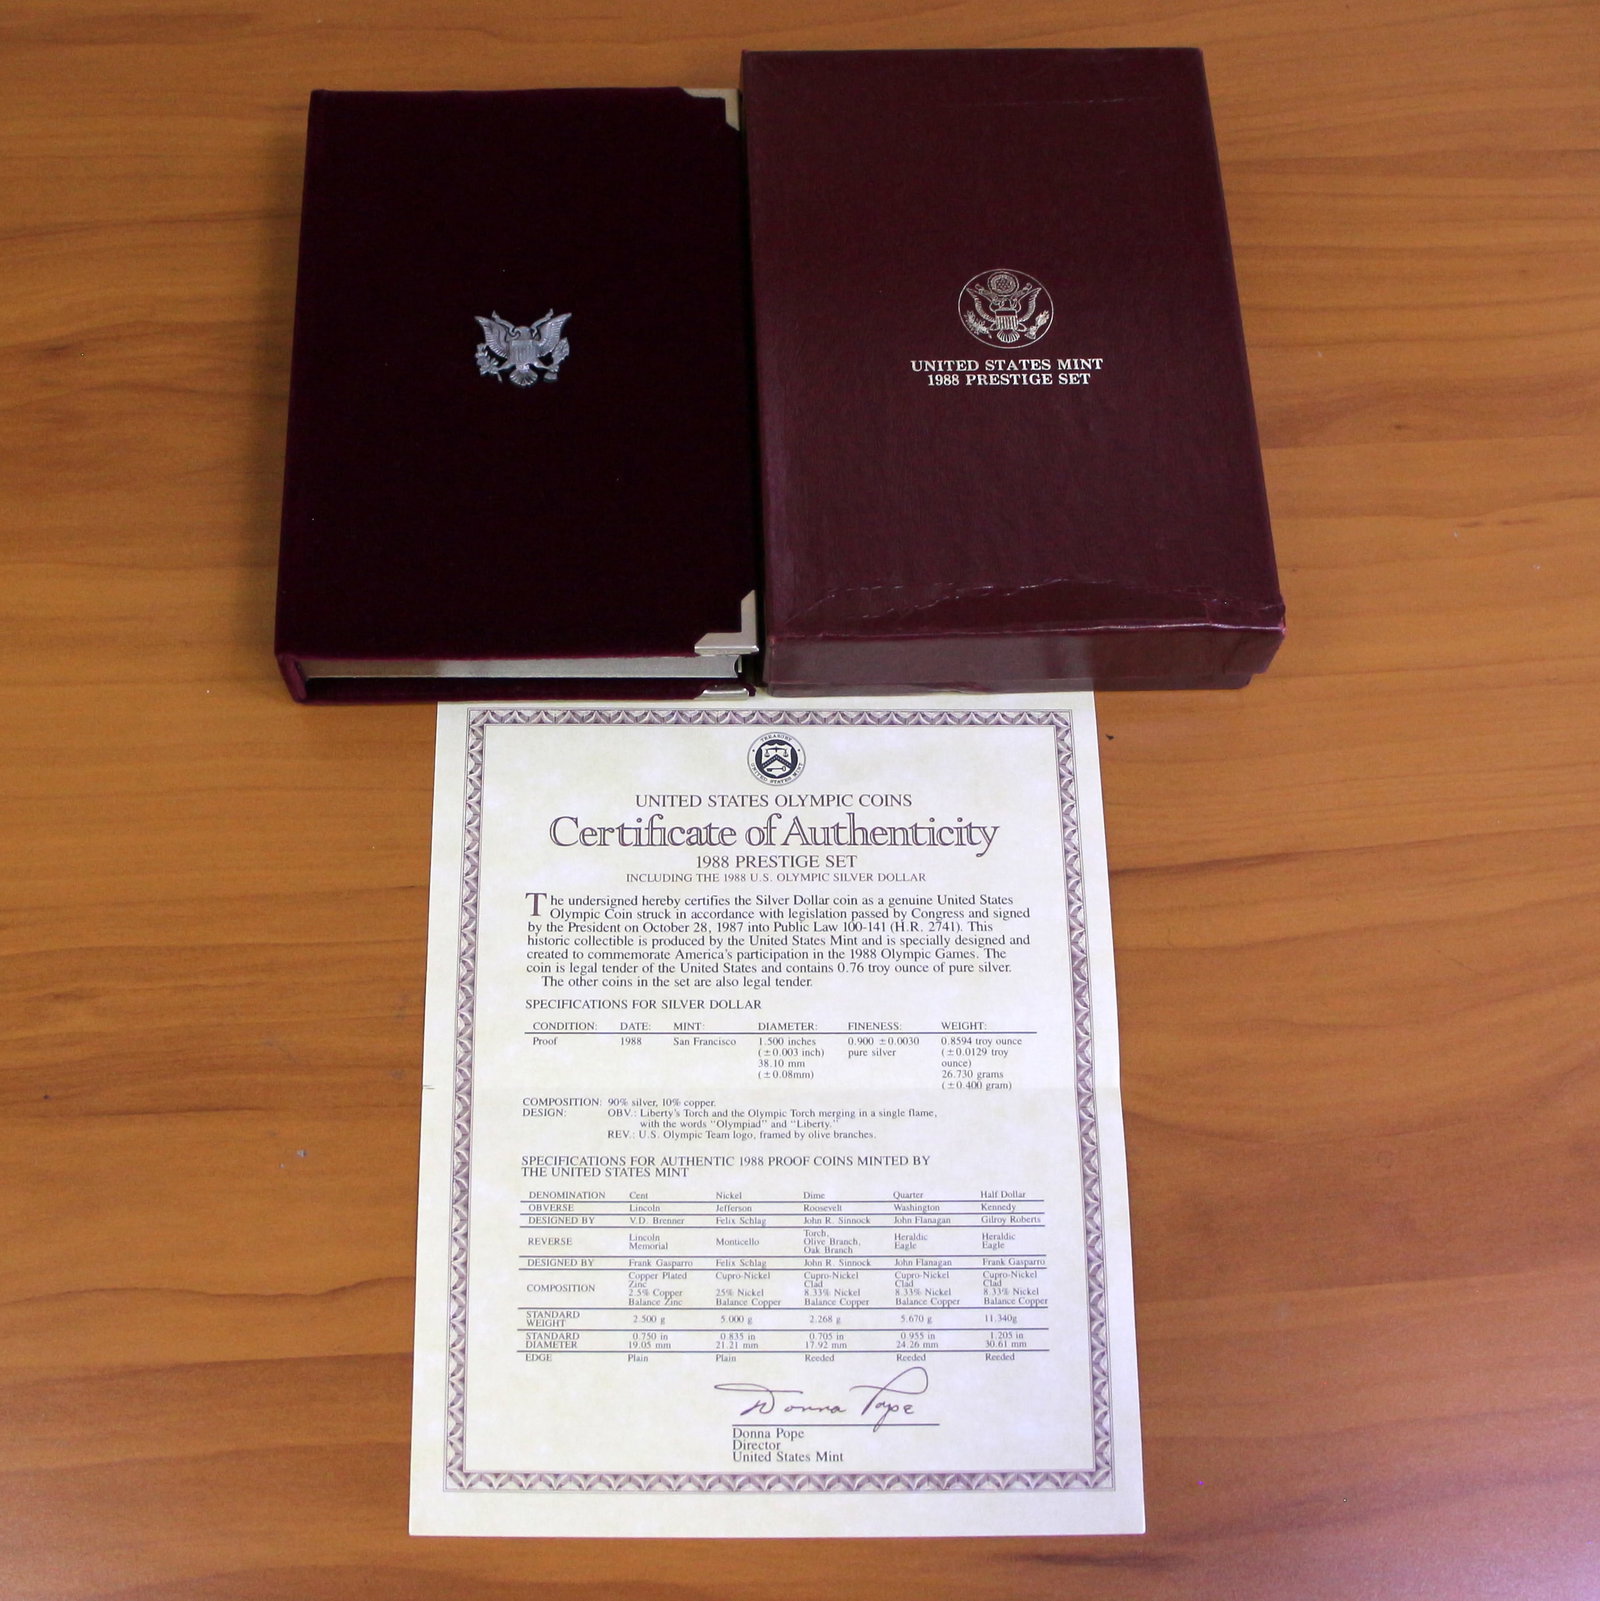 UNITED STATES MINT
1988 PRESTIGE SET
TREASURY
UNITED STATES MINT
UNITED STATES OLYMPIC COINS
Certificate of Authenticity
1988 PRESTIGE SET
INCLUDING THE 1988 U.S. OLYMPIC SILVER DOLLAR
The undersigned hereby certifies the Silver Dollar coin as a genuine United States
Olympic Coin struck in accordance with legislation passed by Congress and signed
by the President on October 28, 1987 into Public Law 100-141 (H.R. 2741). This
historic collectible is produced by the United States Mint and is specially designed and
created to commemorate America's participation in the 1988 Olympic Games. The
coin is legal tender of the United States and contains 0.76 troy ounce of pure silver.
The other coins in the set are also legal tender.
SPECIFICATIONS FOR SILVER DOLLAR
CONDITION: DATE: MINT: DIAMETER: FINENESS: WEIGHT:
Proof 1988 San Francisco 1.500 inches 0.900 ±0.0030 0.8594 troy ounce
(±0.003 inch) pure silver (±0.0129 troy
38.10 mm ounce)
(±0.08mm) 26.730 grams
(±0.400 gram)
COMPOSITION: 90% silver, 10% copper.
DESIGN: OBV.: Liberty's Torch and the Olympic Torch merging in a single flame,
with the words "Olympiad" and "Liberty."
REV.: U.S. Olympic Team logo, framed by olive branches.
SPECIFICATIONS FOR AUTHENTIC 1988 PROOF COINS MINTED BY
THE UNITED STATES MINT
DENOMINATION Cent Nickel Dime Quarter Half Dollar
OBVERSE Lincoln Jefferson Roosevelt Washington Kennedy
DESIGNED BY V.D. Brenner Felix Schlag John R. Sinnock John Flanagan Gilroy Roberts
REVERSE Lincoln Memorial Monticello Torch, Olive Branch, Oak Branch Heraldic Eagle Heraldic Eagle
DESIGNED BY Frank Gasparro Felix Schlag John R. Sinnock John Flanagan Frank Gasparro
COMPOSITION Copper Plated Zinc 2.5% Copper Balance Zinc Cupro-Nickel 25% Nickel Balance Copper Cupro-Nickel Clad 8.33% Nickel Balance Copper Cupro-Nickel Clad 8.33% Nickel Balance Copper Cupro-Nickel Clad 8.33% Nickel Balance Copper
STANDARD WEIGHT 2.500 g 5.000 g 2.268 g 5.670 g 11.340g
STANDARD DIAMETER 0.750 in 19.05 mm 0.835 in 21.21 mm 0.705 in 17.92 mm 0.955 in 24.26 mm 1.205 in 30.61 mm
EDGE Plain Plain Reeded Reeded Reeded
Donna Pope
Donna Pope
Director
United States Mint